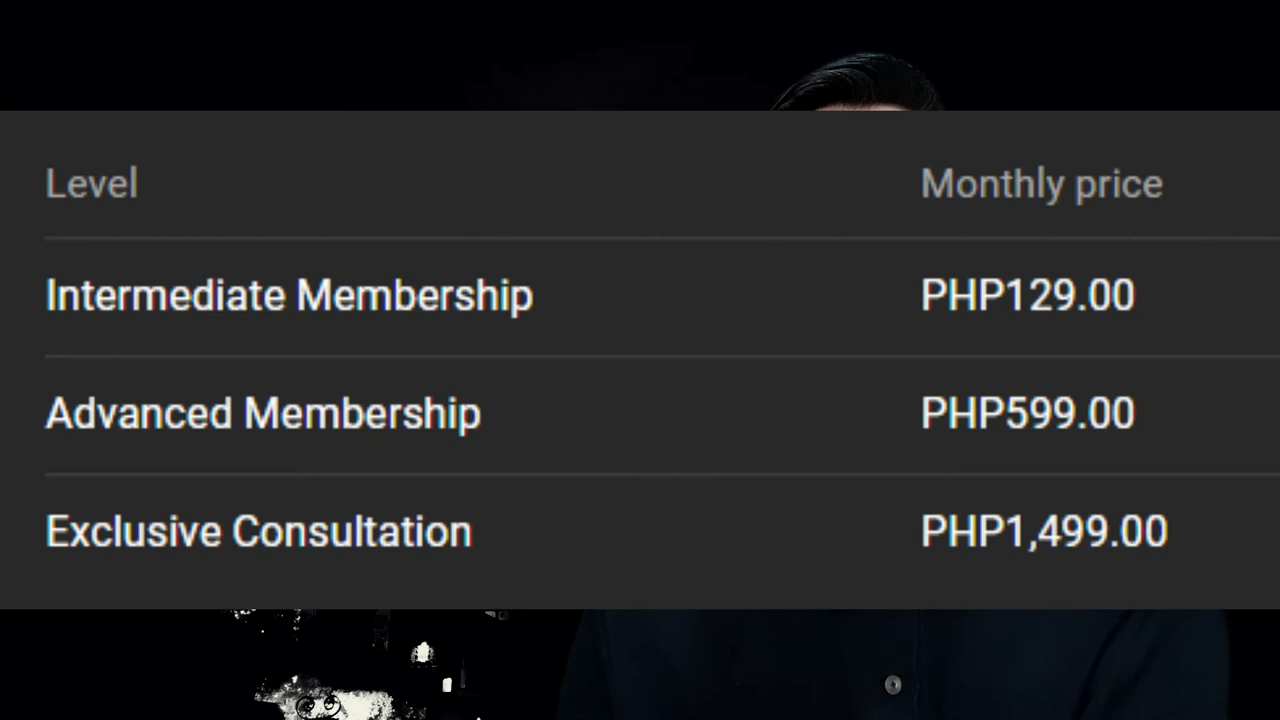 Level Monthly price
Intermediate Membership PHP129.00
Advanced Membership PHP599.00
Exclusive Consultation PHP1,499.00